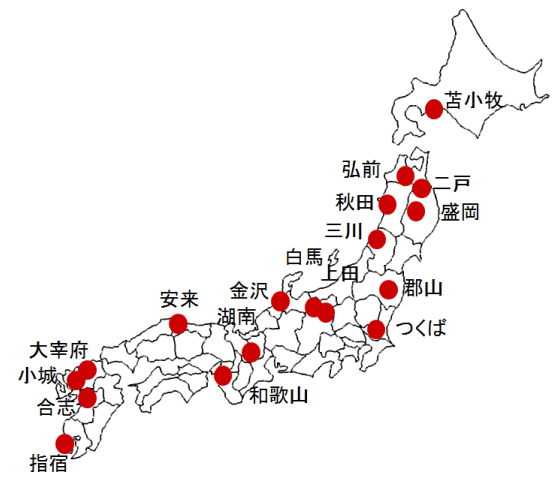 苫小牧
弘前
二戸
秋田
盛岡
三川
白馬
上田
郡山
金沢
安来
湖南
つくば
大宰府
小城
合志
和歌山
指宿